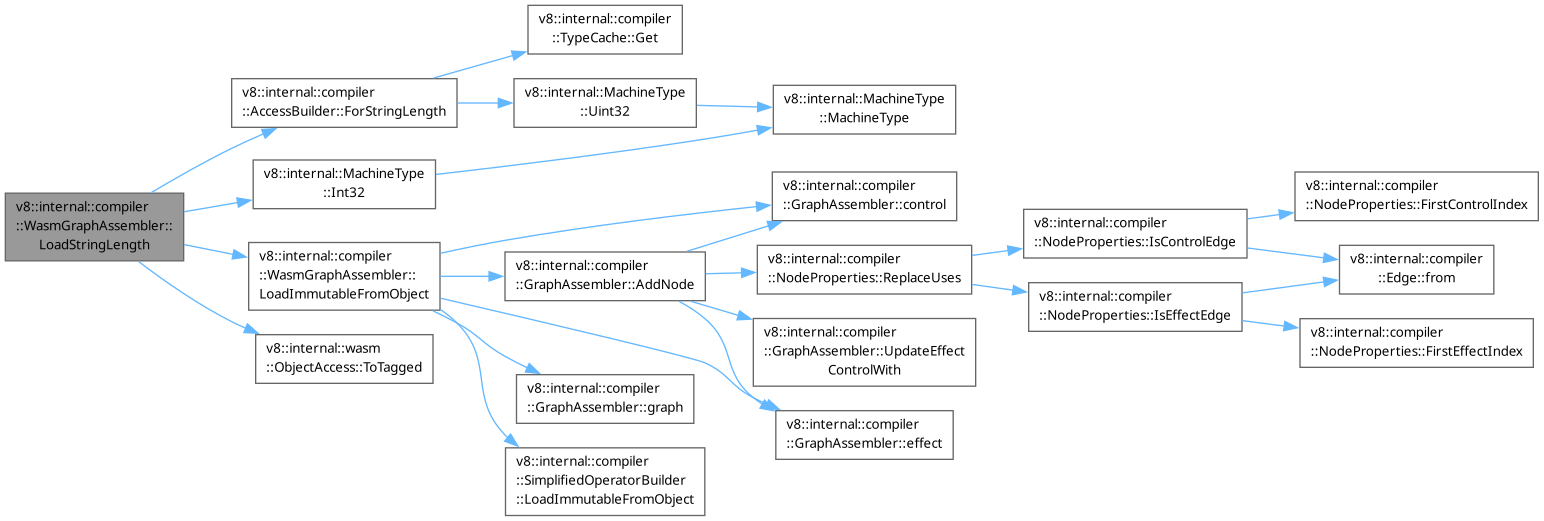 v8::internal::compiler
::WasmGraphAssembler::
LoadStringLength
v8::internal::compiler
::AccessBuilder::ForStringLength
v8::internal::MachineType
::Int32
v8::internal::compiler
::WasmGraphAssembler::
LoadImmutableFromObject
v8::internal::wasm
::ObjectAccess::ToTagged
v8::internal::compiler
::TypeCache::Get
v8::internal::MachineType
::Uint32
v8::internal::compiler
::GraphAssembler::AddNode
v8::internal::compiler
::GraphAssembler::graph
v8::internal::compiler
::SimplifiedOperatorBuilder
::LoadImmutableFromObject
v8::internal::MachineType
::MachineType
v8::internal::compiler
::GraphAssembler::control
v8::internal::compiler
::NodeProperties::ReplaceUses
v8::internal::compiler
::GraphAssembler::UpdateEffect
ControlWith
v8::internal::compiler
::GraphAssembler::effect
v8::internal::compiler
::NodeProperties::IsControlEdge
v8::internal::compiler
::NodeProperties::IsEffectEdge
v8::internal::compiler
::NodeProperties::FirstControlIndex
v8::internal::compiler
::Edge::from
v8::internal::compiler
::NodeProperties::FirstEffectIndex